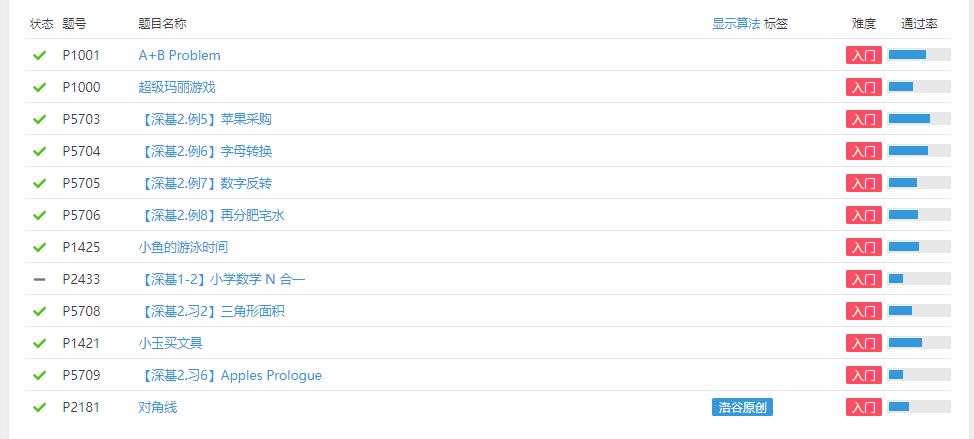 状态 题号 题目名称 显示算法 标签 难度 通过率
P1001 A+B Problem 入门
P1000 超级玛丽游戏 入门
P5703 【深基2.例5】苹果采购 入门
P5704 【深基2.例6】字母转换 入门
P5705 【深基2.例7】数字反转 入门
P5706 【深基2.例8】再分肥宅水 入门
P1425 小鱼的游泳时间 入门
P2433 【深基1-2】小学数学 N 合一 入门
P5708 【深基2.习2】三角形面积 入门
P1421 小玉买文具 入门
P5709 【深基2.习6】Apples Prologue 入门
P2181 对角线 洛谷原创 入门